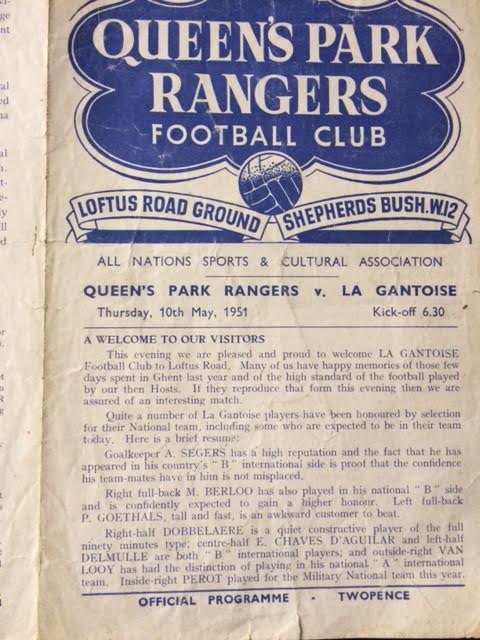 QUEEN'S PARK
RANGERS
FOOTBALL CLUB
LOFTUS ROAD GROUND SHEPHERDS BUSH.W.12
ALL NATIONS SPORTS & CULTURAL ASSOCIATION
QUEEN'S PARK RANGERS v. LA GANTOISE
Thursday, 10th May, 1951 Kick-off 6.30
A WELCOME TO OUR VISITORS
This evening we are pleased and proud to welcome LA GANTOISE
Football Club to Loftus Road. Many of us have happy memories of those few
days spent in Ghent last year and of the high standard of the football played
by our then Hosts. If they reproduce that form this evening then we are
assured of an interesting match.
Quite a number of La Gantoise players have been honoured by selection
for their National team, including some who are expected to be in their team
today. Here is a brief resume:
Goalkeeper A. SEGERS has a high reputation and the fact that he has
appeared in his country's "B" international side is proof that the confidence
his team-mates have in him is not misplaced.
Right full-back M. BERLOO has also played in his national "B" side
and is confidently expected to gain a higher honour. Left full-back
P. GOETHALS, tall and fast, is an awkward customer to beat.
Right-half DOBBELAERE is a quiet constructive player of the full
ninety minutes type; centre-half E. CHAVES D'AGUILAR and left-half
DELMULLE are both "B" international players; and outside-right VAN
LOOY has had the distinction of playing in his national "A" international
team. Inside-right PEROT played for the Military National team this year.
OFFICIAL PROGRAMME - TWOPENCE